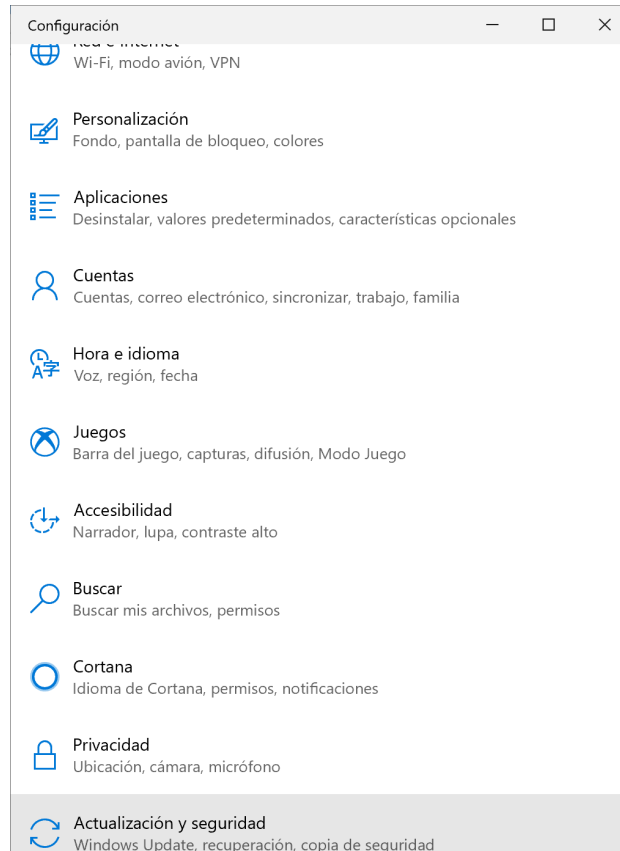 Configuración
Red e Internet
Wi-Fi, modo avión, VPN
Personalización
Fondo, pantalla de bloqueo, colores
Aplicaciones
Desinstalar, valores predeterminados, características opcionales
Cuentas
Cuentas, correo electrónico, sincronizar, trabajo, familia
Hora e idioma
Voz, región, fecha
Juegos
Barra del juego, capturas, difusión, Modo Juego
Accesibilidad
Narrador, lupa, contraste alto
Buscar
Buscar mis archivos, permisos
Cortana
Idioma de Cortana, permisos, notificaciones
Privacidad
Ubicación, cámara, micrófono
Actualización y seguridad
Windows Update, recuperación, copia de seguridad